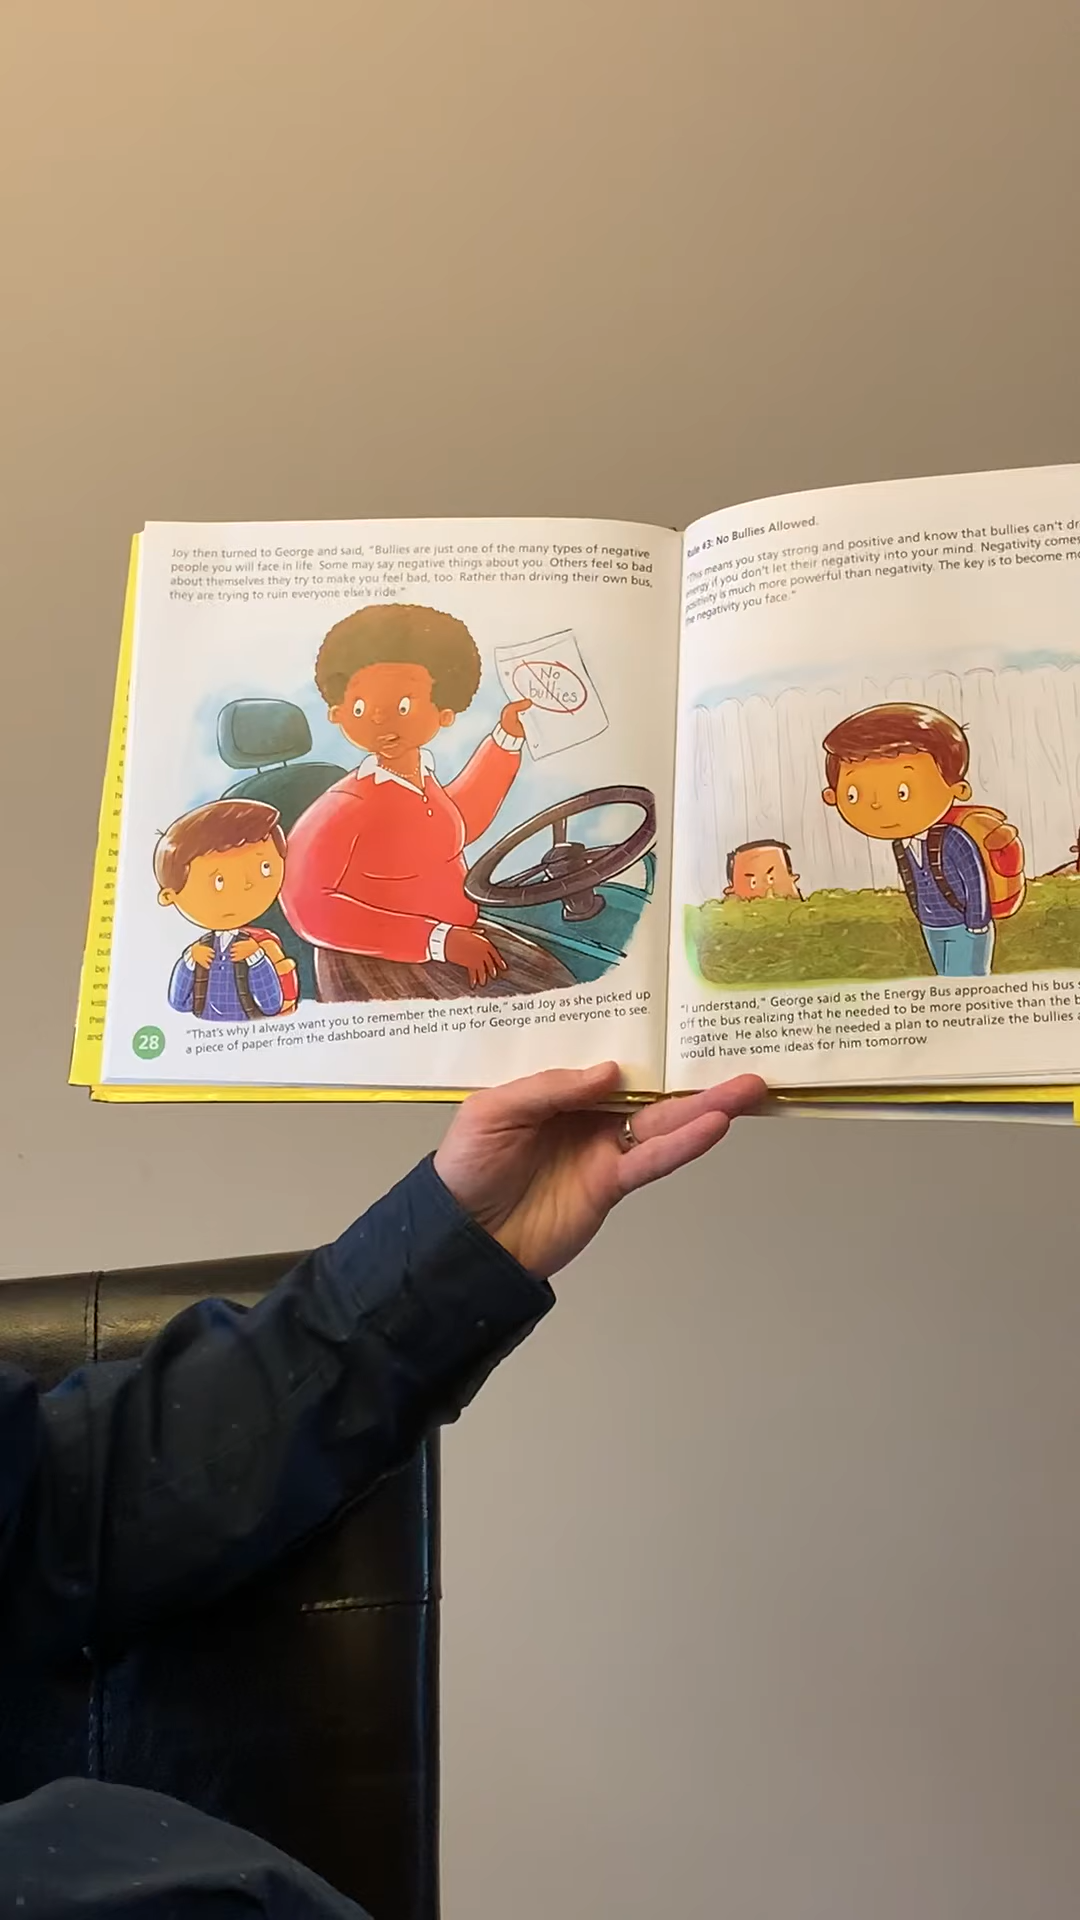 Joy then turned to George and said, "Bullies are just one of the many types of negative
people you will face in life. Some may say negative things about you. Others feel so bad
about themselves they try to make you feel bad, too. Rather than driving their own bus,
they are trying to ruin everyone else's ride."
No
bullies
"That's why I always want you to remember the next rule," said Joy as she picked up
a piece of paper from the dashboard and held it up for George and everyone to see.
28
Rule #3: No Bullies Allowed.
"This means you stay strong and positive and know that bullies can't
energy if you don't let their negativity into your mind. Negativity comes
positivity is much more powerful than negativity. The key is to become
the negativity you face."
"I understand," George said as the Energy Bus approached his bus
off the bus realizing that he needed to be more positive than the
negative. He also knew he needed a plan to neutralize the bullies
would have some ideas for him tomorrow.